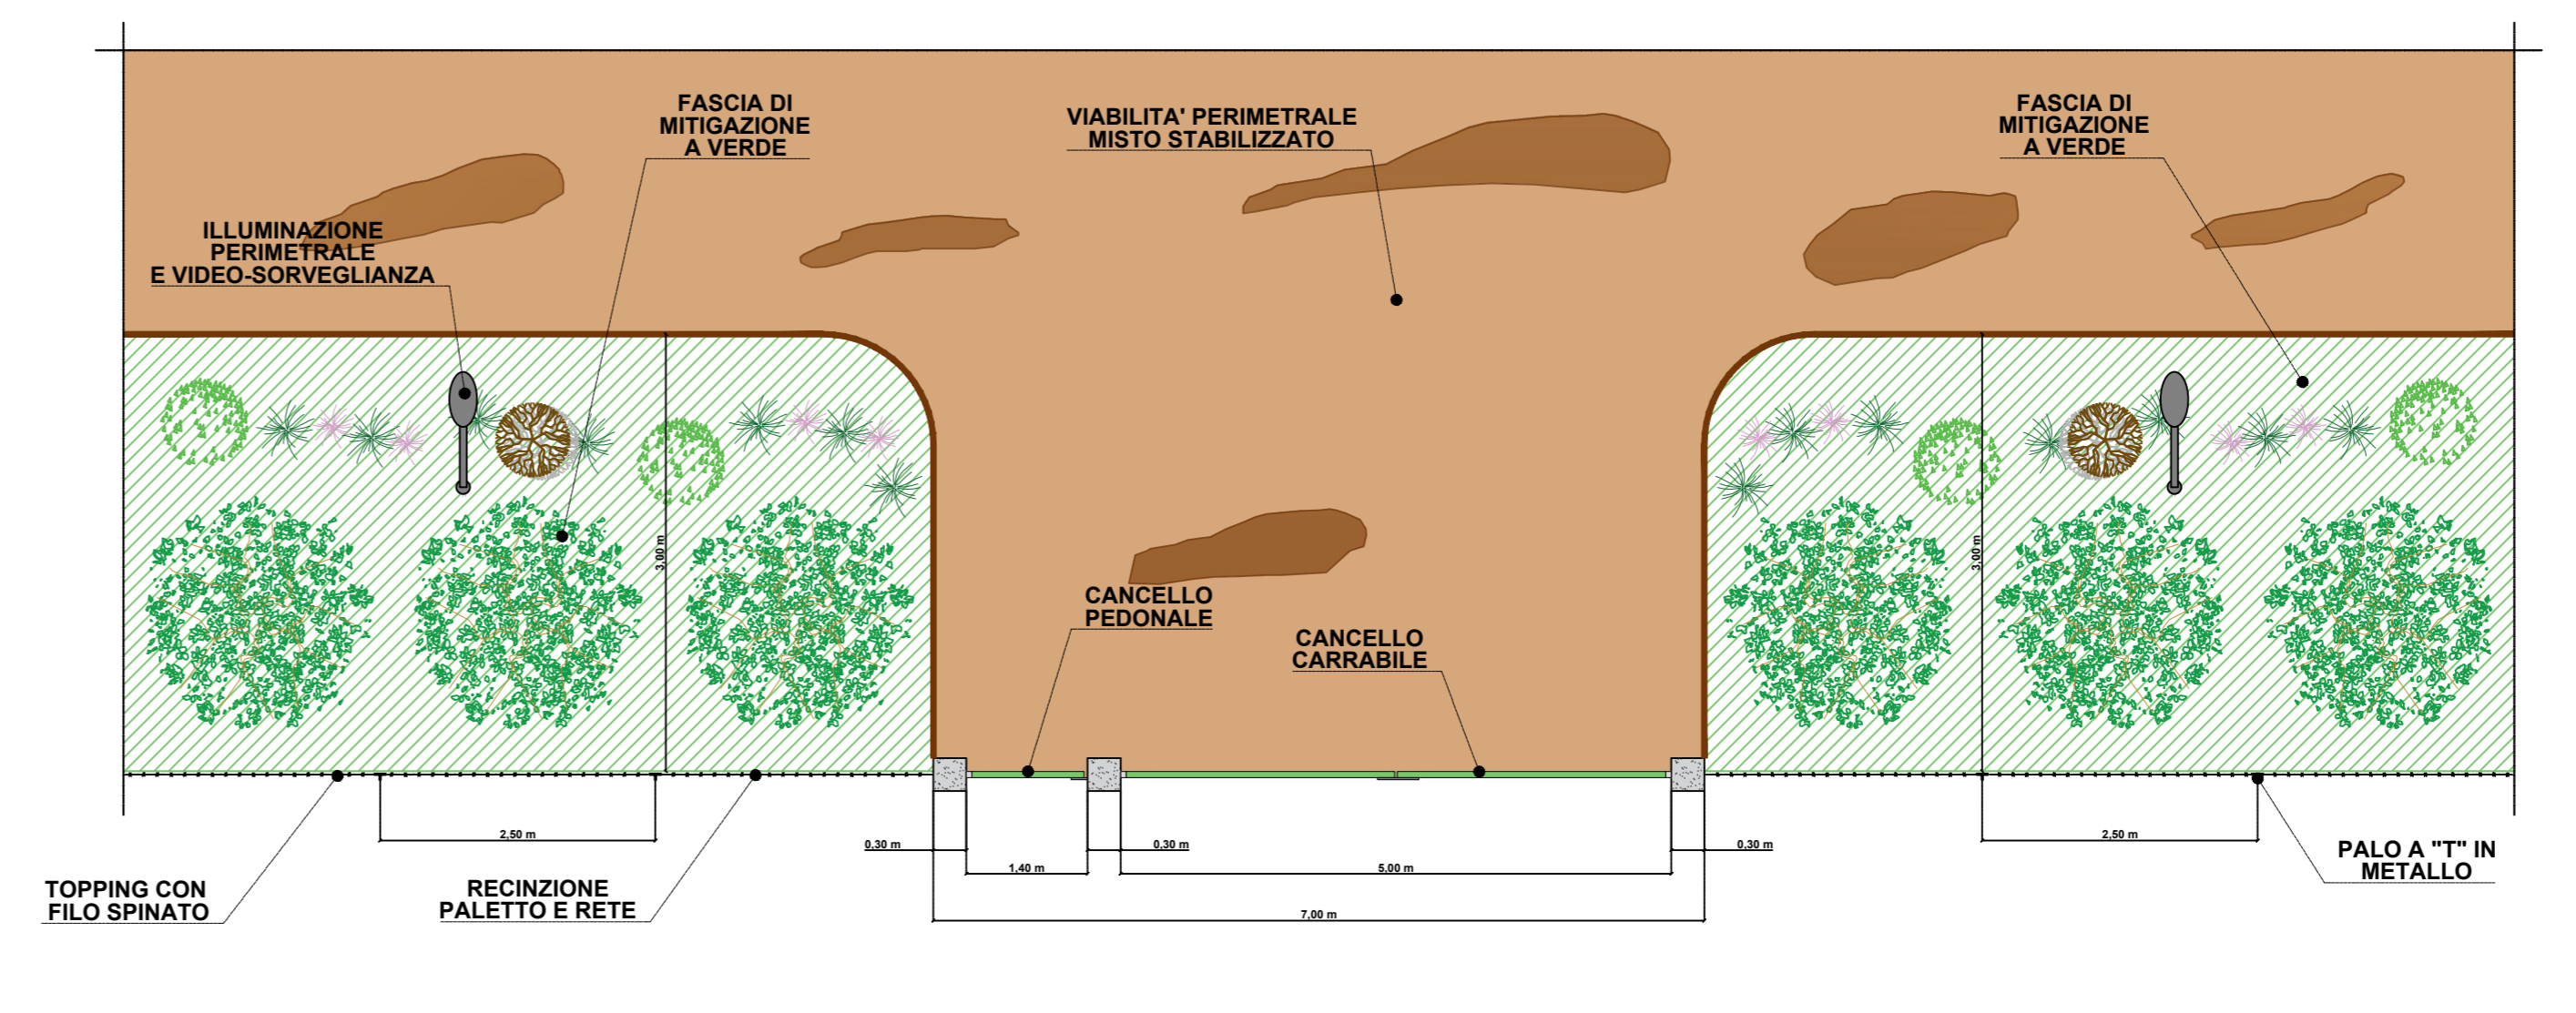 FASCIA DI
MITIGAZIONE
A VERDE
VIABILITA' PERIMETRALE
MISTO STABILIZZATO
FASCIA DI
MITIGAZIONE
A VERDE
ILLUMINAZIONE
PERIMETRALE
E VIDEO-SORVEGLIANZA
3,00 m
3,00 m
CANCELLO
PEDONALE
CANCELLO
CARRABILE
2,50 m
2,50 m
0,30 m
0,30 m
0,30 m
1,40 m
5,00 m
7,00 m
TOPPING CON
FILO SPINATO
RECINZIONE
PALETTO E RETE
PALO A "T" IN
METALLO